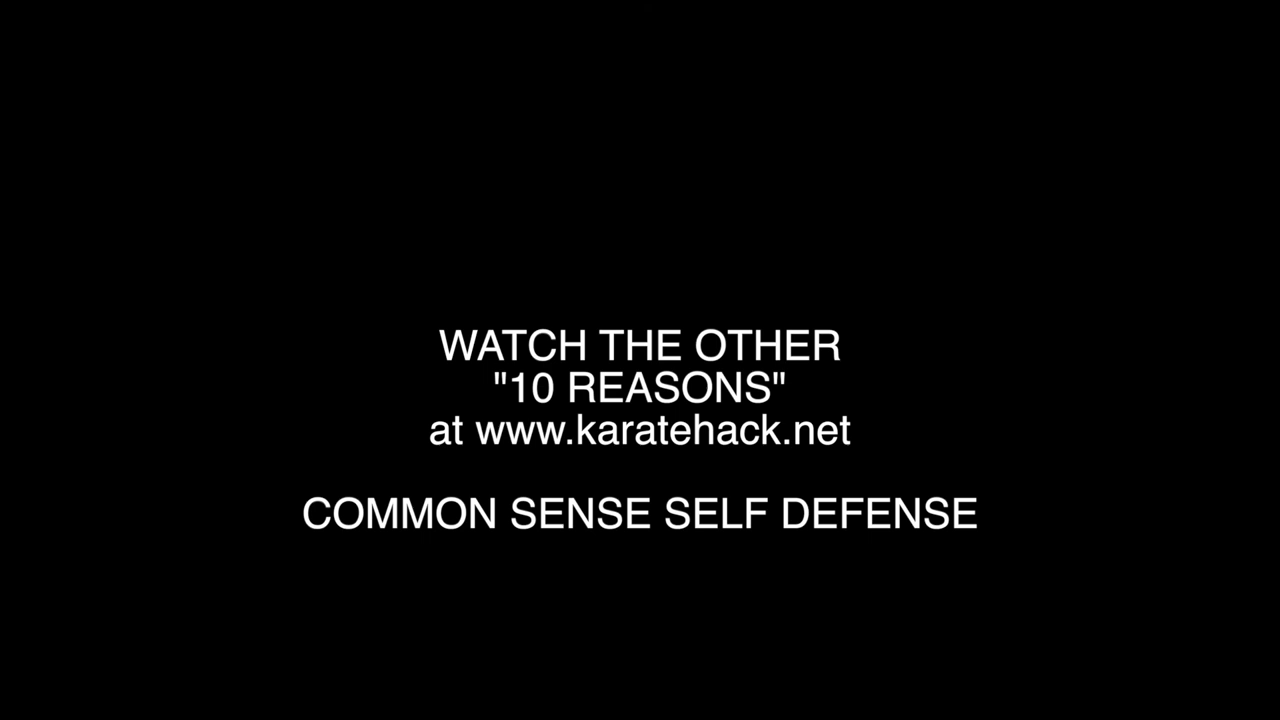 WATCH THE OTHER
"10 REASONS"
at www.karatehack.net
COMMON SENSE SELF DEFENSE